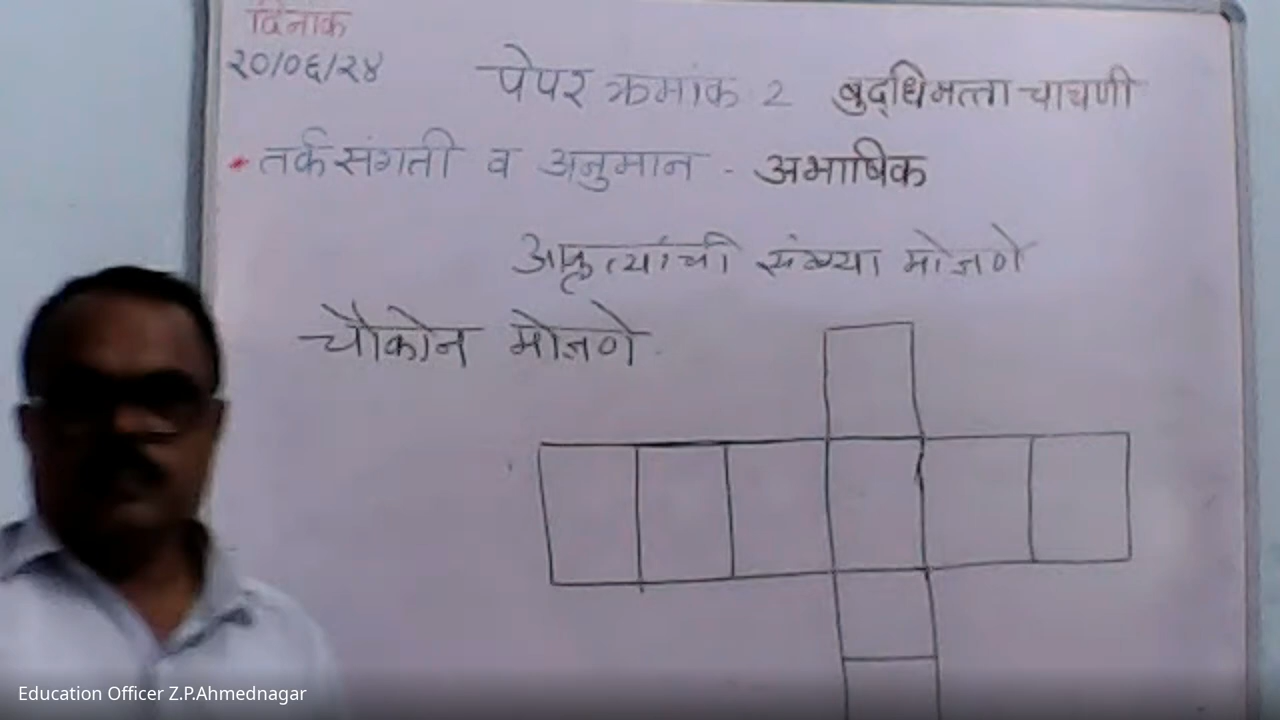 दिनांक
२०/०६/२४
पेपर क्रमांक 2 बुद्धिमत्ता चाचणी
तर्कसंगती व अनुमान - अभाषिक
आकृत्यांची संख्या मोजणे
चौकोन मोजणे
Education Officer Z.P.Ahmednagar